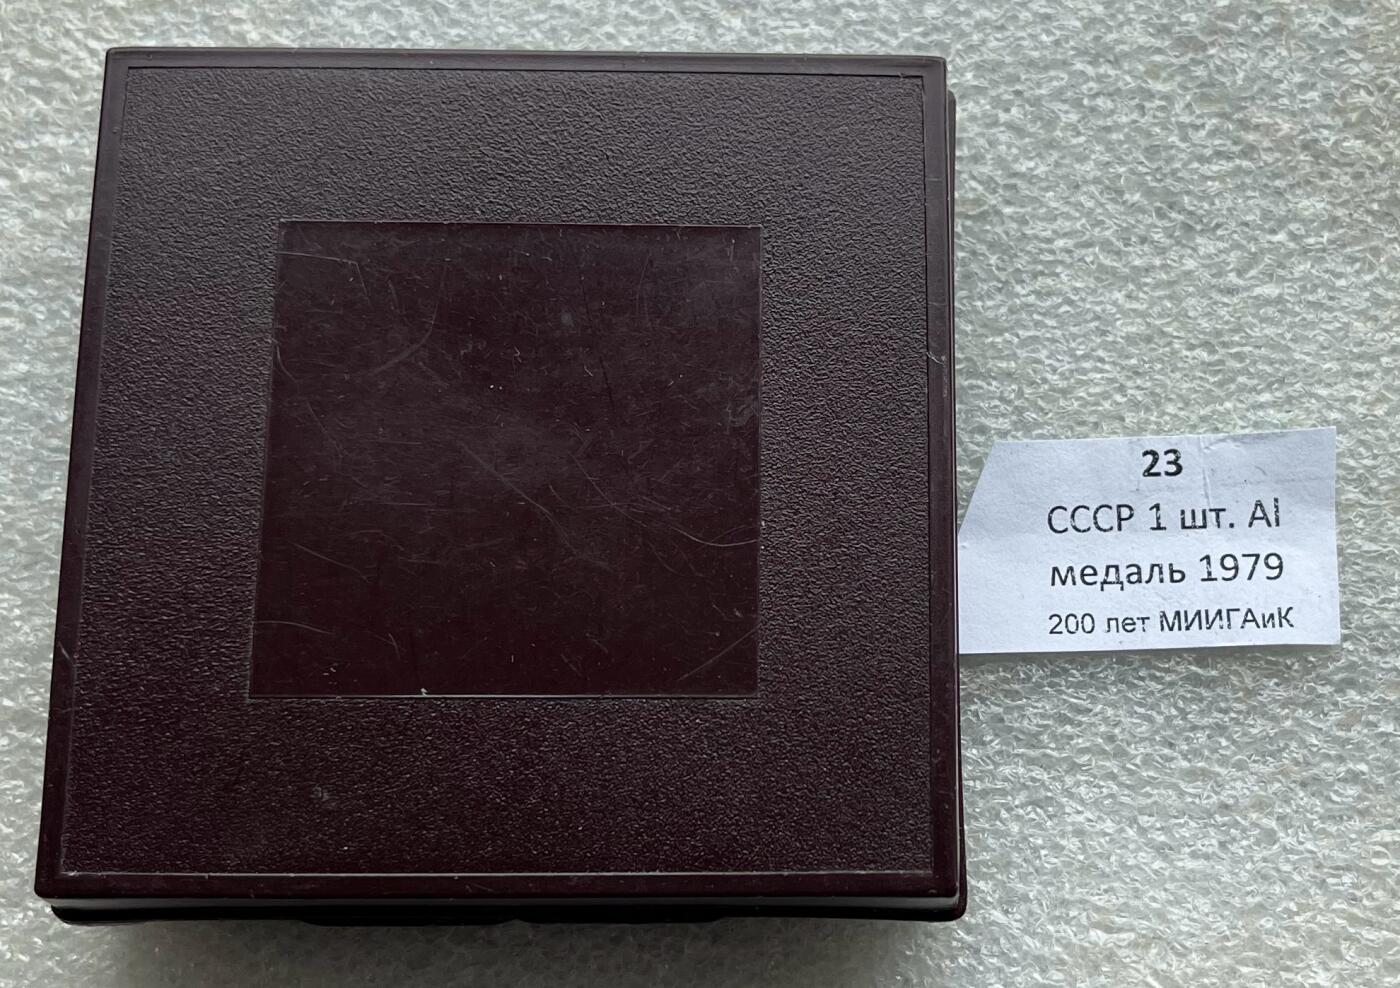 23
СССР 1 шт. Al
медаль 1979
200 лет МИИГАиК